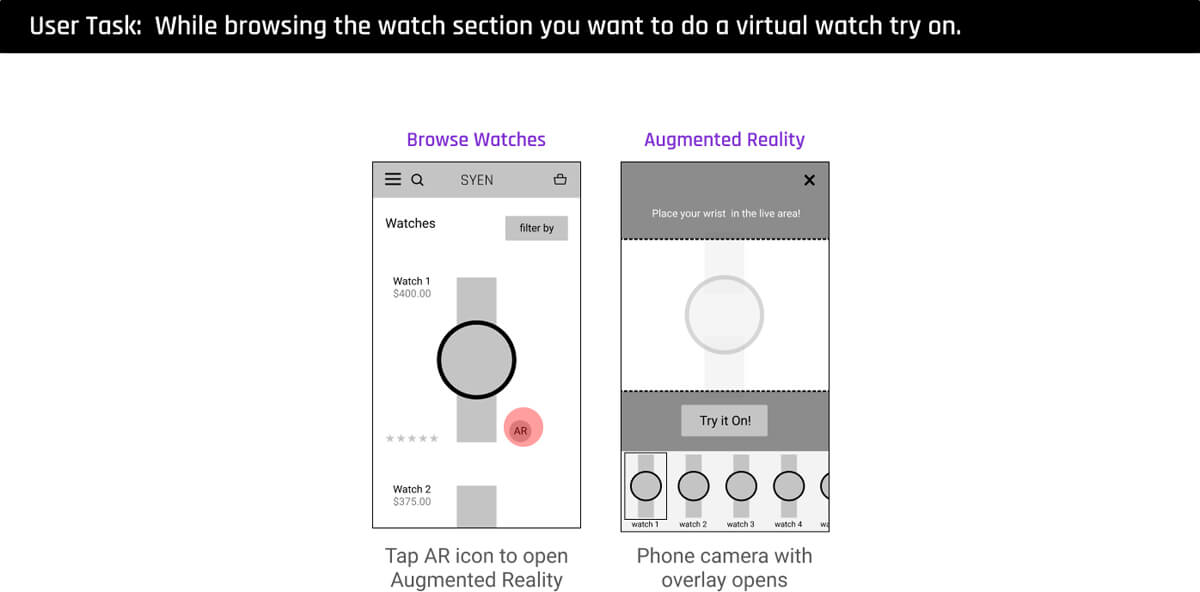 User Task:  While browsing the watch section you want to do a virtual watch try on.
Browse Watches
SYEN
Watches
filter by
Watch 1
$400.00
AR
Watch 2
$375.00
Tap AR icon to open
Augmented Reality
Augmented Reality
Place your wrist  in the live area!
Try it On!
watch 1
watch 2
watch 3
watch 4
wa
Phone camera with
overlay opens